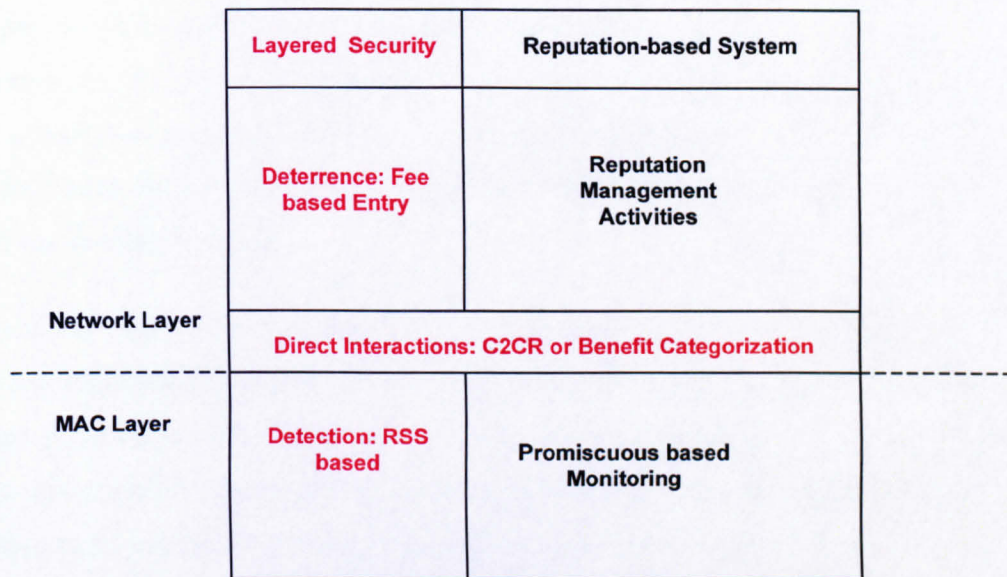 Layered Security
Reputation-based System
Deterrence: Fee
based Entry
Reputation
Management
Activities
Network Layer
Direct Interactions: C2CR or Benefit Categorization
MAC Layer
Detection: RSS
based
Promiscuous based
Monitoring